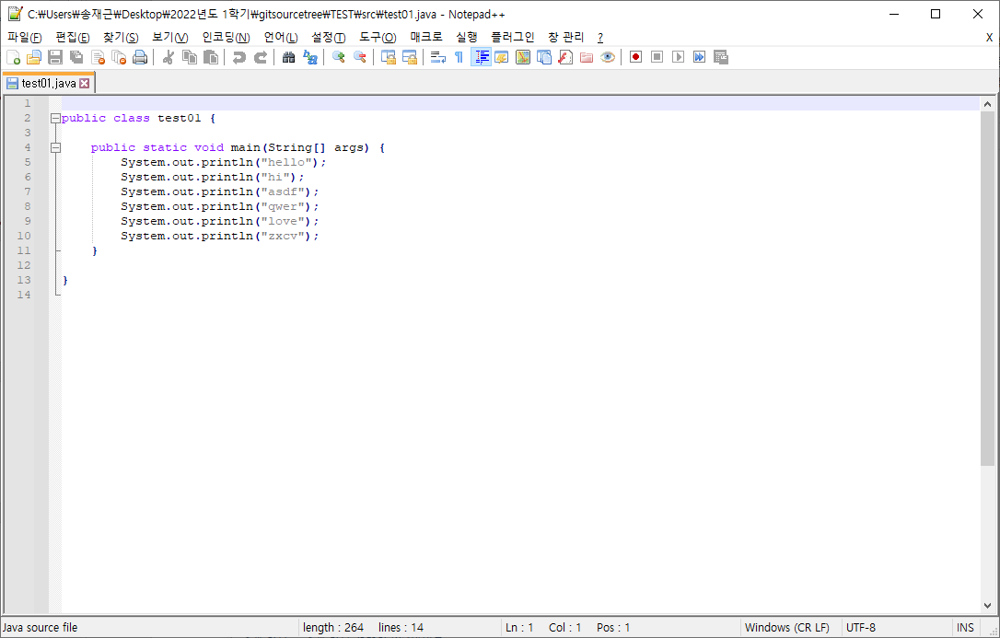 C:₩Users₩송재근₩Desktop₩2022년도 1학기₩gitsourcetree₩TEST₩src₩test01.java - Notepad++
파일(F) 편집(E) 찾기(S) 보기(V) 인코딩(N) 언어(L) 설정(T) 도구(O) 매크로 실행 플러그인 창 관리 ? X
test01.java
1
2 public class test01 {
3
4 public static void main(String[] args) {
5 System.out.println("hello");
6 System.out.println("hi");
7 System.out.println("asdf");
8 System.out.println("qwer");
9 System.out.println("love");
10 System.out.println("zxcv");
11 }
12
13 }
14
Java source file length : 264 lines : 14 Ln : 1 Col : 1 Pos : 1 Windows (CR LF) UTF-8 INS